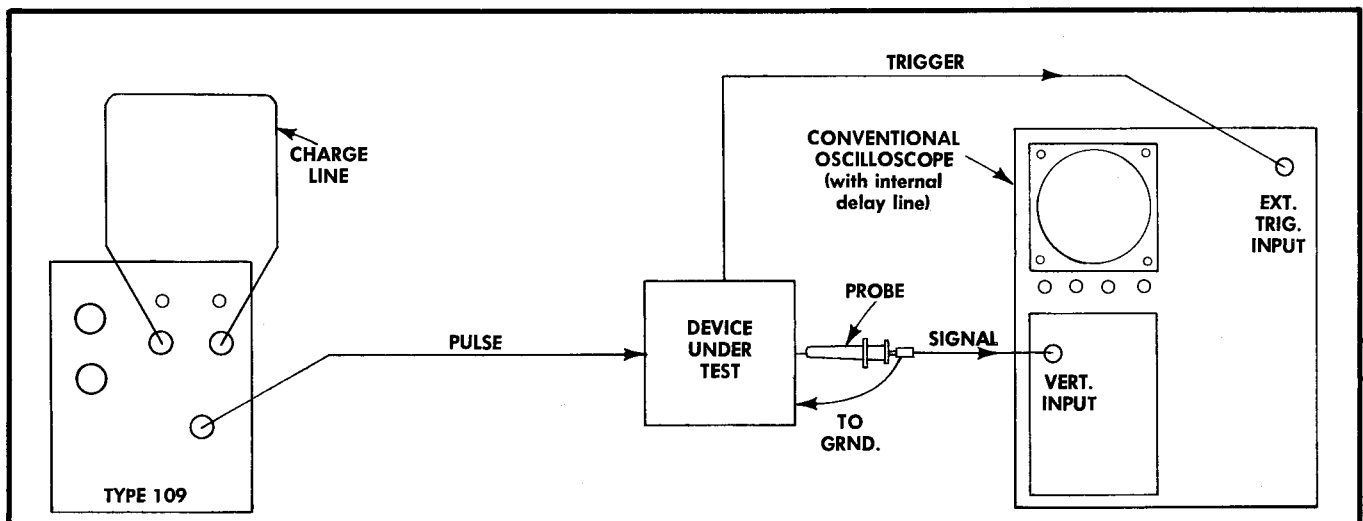 TRIGGER
CHARGE
LINE
CONVENTIONAL
OSCILLOSCOPE
(with internal
delay line)
EXT.
TRIG.
INPUT
PULSE
DEVICE
UNDER
TEST
PROBE
SIGNAL
VERT.
INPUT
TO
GRND.
TYPE 109